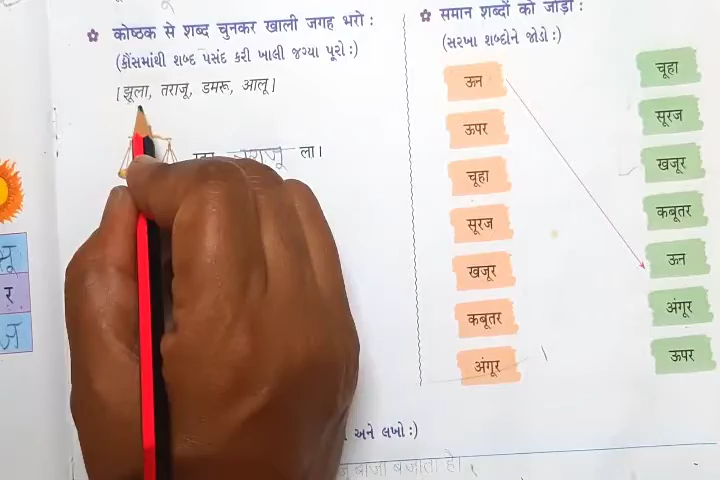 कोष्ठक से शब्द चुनकर खाली जगह भरो :
(કૌંસમાંથી શબ્દ પસંદ કરી ખાલી જગ્યા પૂરો :)
[झूला, तराजू, डमरू, आलू]
तराजू ला।
समान शब्दों को जोड़ो :
(સરખા શબ્દોને જોડો :)
ऊन
ऊपर
चूहा
सूरज
खजूर
कबूतर
अंगूर
चूहा
सूरज
खजूर
कबूतर
ऊन
अंगूर
ऊपर
અને લખો :)
बाजा बजाता है।
र